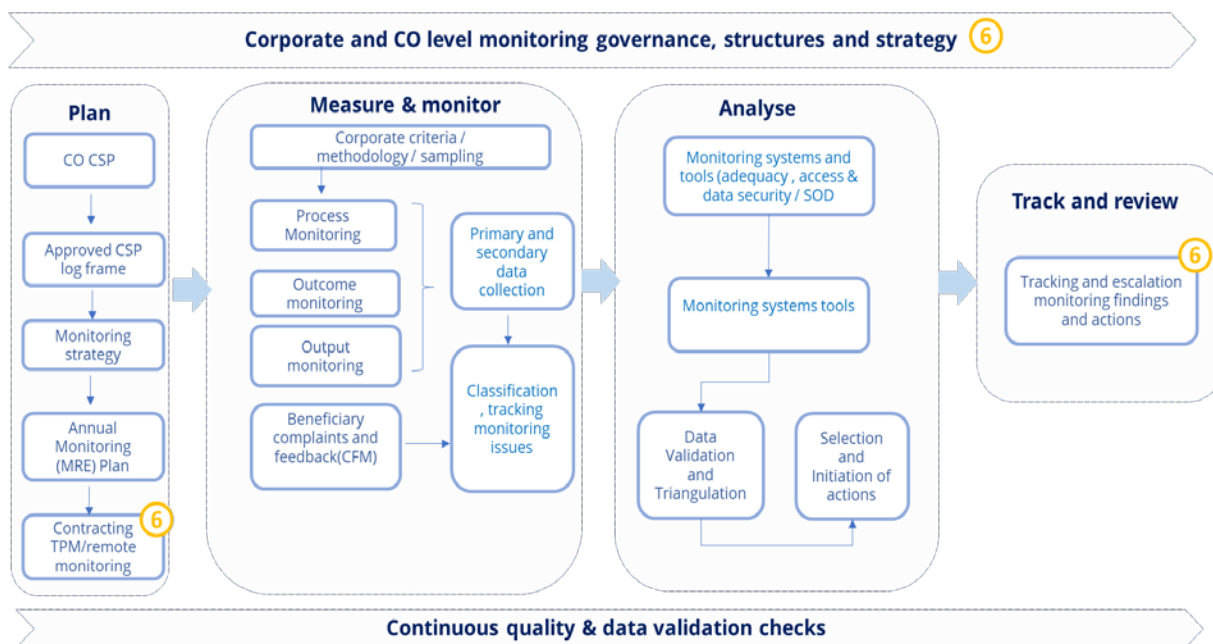 Corporate and CO level monitoring governance, structures and strategy 6
Plan
CO CSP
Approved CSP
log frame
Monitoring
strategy
Annual
Monitoring
(MRE) Plan
6
Contracting
TPM/remote
monitoring
Measure & monitor
Corporate criteria /
methodology / sampling
Process
Monitoring
Outcome
monitoring
Output
monitoring
Beneficiary
complaints and
feedback(CFM)
Primary and
secondary
data
collection
Classification
, tracking
monitoring
issues
Analyse
Monitoring systems and
tools (adequacy , access &
data security / SOD
Monitoring systems tools
Data
Validation
and
Triangulation
Selection
and
Initiation of
actions
Track and review
6
Tracking and escalation
monitoring findings
and actions
Continuous quality & data validation checks